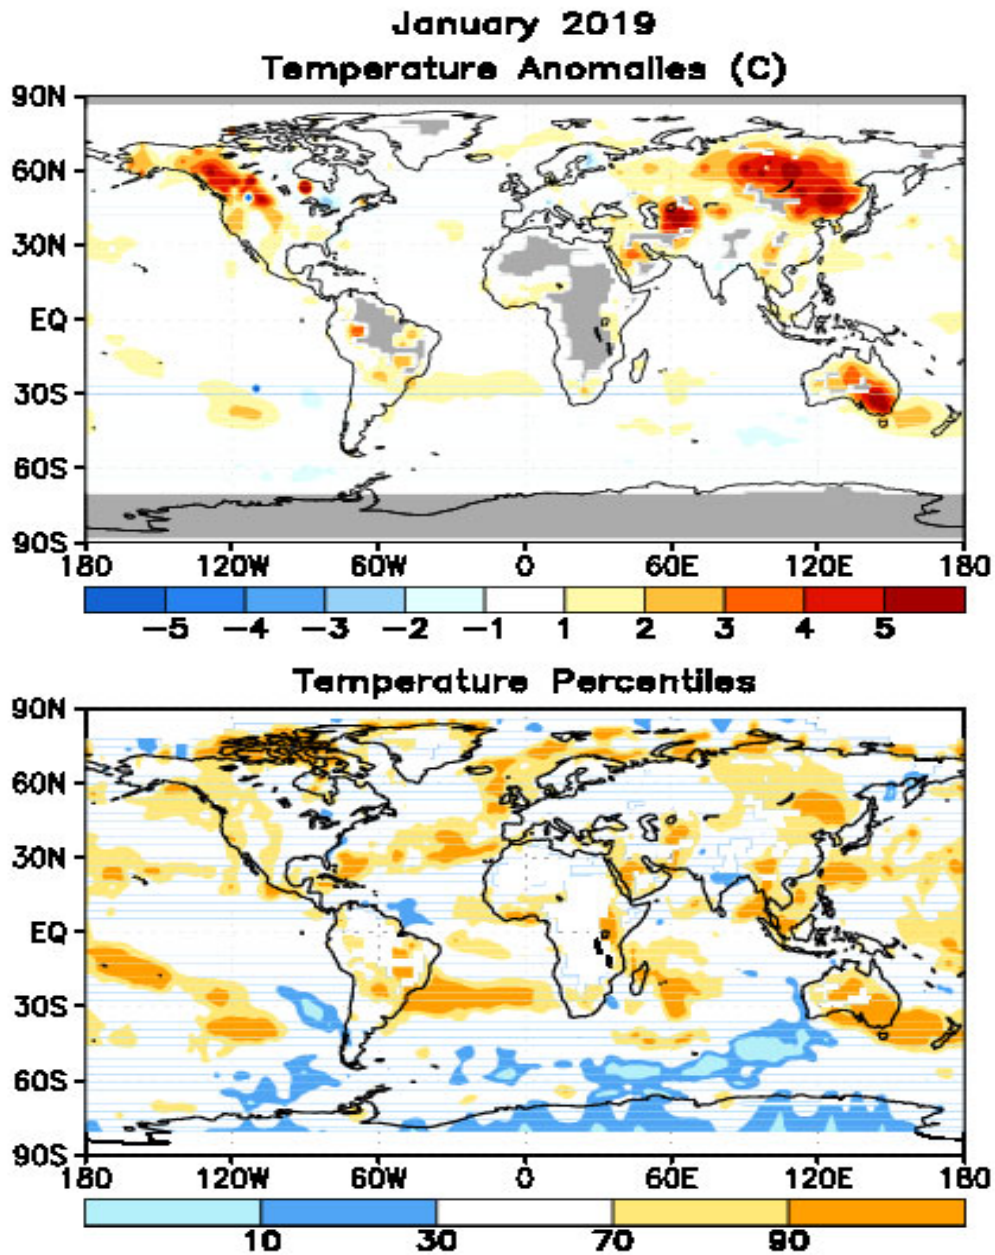 January 2019
Temperature Anomalies (C)
90N
60N
30N
EQ
30S
60S
90S
180 120W 60W 0 60E 120E 180
-5 -4 -3 -2 -1 1 2 3 4 5
Temperature Percentiles
90N
60N
30N
EQ
30S
60S
90S
180 120W 60W 0 60E 120E 180
10 30 70 90